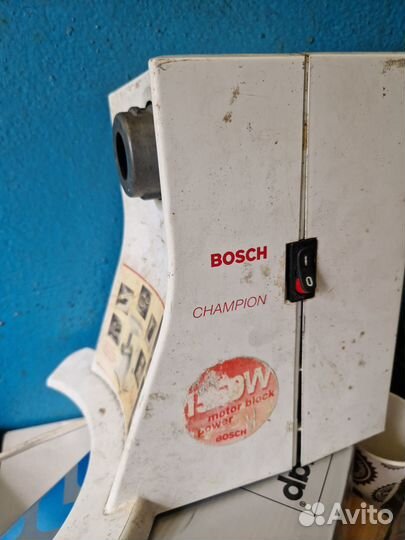 BOSCH
I
O
CHAMPION
motor block
power
BOSCH
Avito